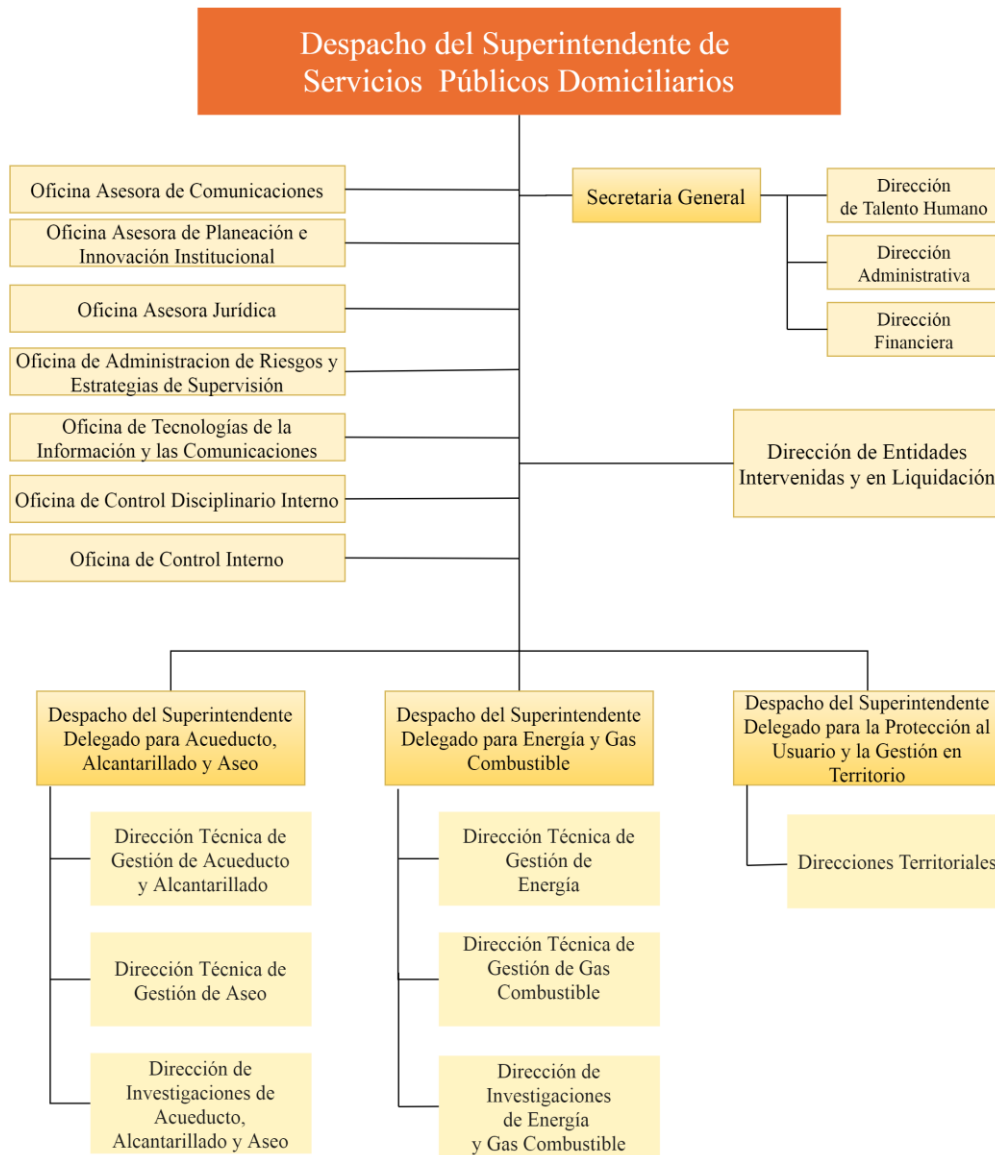 Despacho del Superintendente de
Servicios Públicos Domiciliarios
Oficina Asesora de Comunicaciones
Oficina Asesora de Planeación e
Innovación Institucional
Oficina Asesora Jurídica
Oficina de Administracion de Riesgos y
Estrategias de Supervisión
Oficina de Tecnologías de la
Información y las Comunicaciones
Oficina de Control Disciplinario Interno
Oficina de Control Interno
Secretaria General
Dirección
de Talento Humano
Dirección
Administrativa
Dirección
Financiera
Dirección de Entidades
Intervenidas y en Liquidación
Despacho del Superintendente
Delegado para Acueducto,
Alcantarillado y Aseo
Dirección Técnica de
Gestión de Acueducto
y Alcantarillado
Dirección Técnica de
Gestión de Aseo
Dirección de
Investigaciones de
Acueducto,
Alcantarillado y Aseo
Despacho del Superintendente
Delegado para Energía y Gas
Combustible
Dirección Técnica de
Gestión de
Energía
Dirección Técnica de
Gestión de Gas
Combustible
Dirección de
Investigaciones
de Energía
y Gas Combustible
Despacho del Superintendente
Delegado para la Protección al
Usuario y la Gestión en
Territorio
Direcciones Territoriales